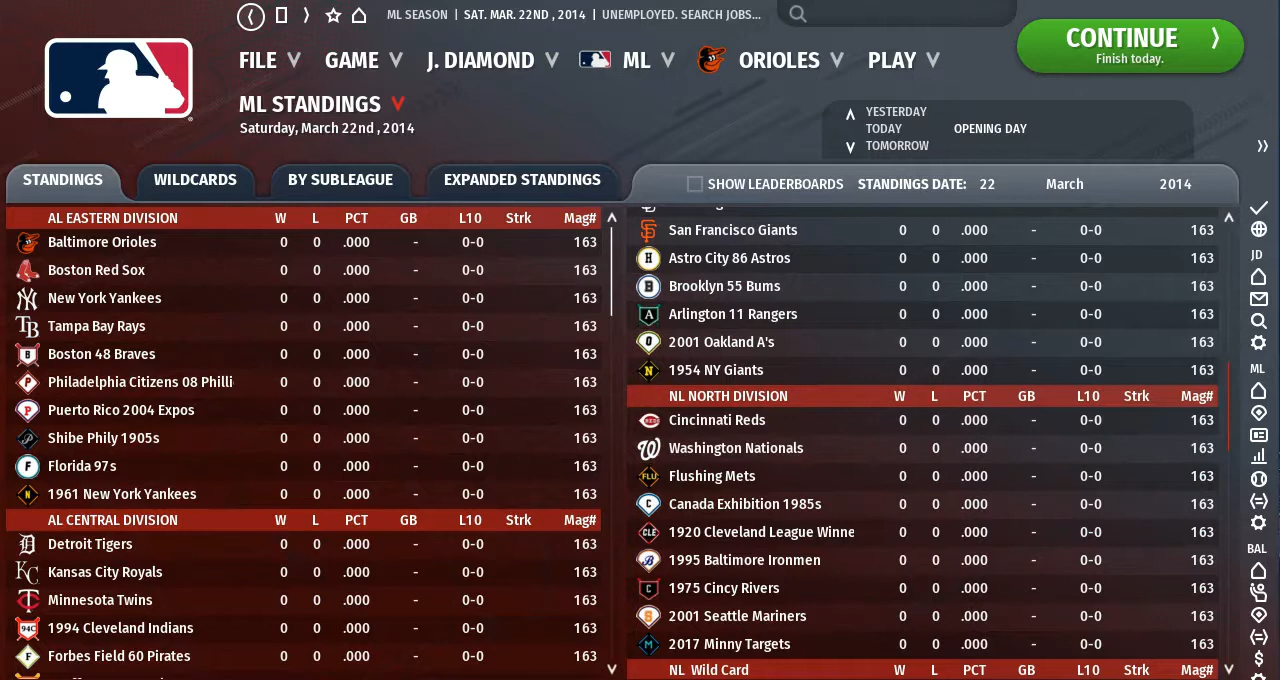 ML SEASON | SAT. MAR. 22ND , 2014 | UNEMPLOYED. SEARCH JOBS...
FILE GAME J. DIAMOND ML ORIOLES PLAY
CONTINUE
Finish today.
ML STANDINGS
Saturday, March 22nd , 2014
YESTERDAY
TODAY OPENING DAY
TOMORROW
STANDINGS WILDCARDS BY SUBLEAGUE EXPANDED STANDINGS
SHOW LEADERBOARDS STANDINGS DATE: 22 March 2014
AL EASTERN DIVISION W L PCT GB L10 Strk Mag#
Baltimore Orioles 0 0 .000 - 0-0 163
Boston Red Sox 0 0 .000 - 0-0 163
New York Yankees 0 0 .000 - 0-0 163
Tampa Bay Rays 0 0 .000 - 0-0 163
Boston 48 Braves 0 0 .000 - 0-0 163
Philadelphia Citizens 08 Philli 0 0 .000 - 0-0 163
Puerto Rico 2004 Expos 0 0 .000 - 0-0 163
Shibe Phily 1905s 0 0 .000 - 0-0 163
Florida 97s 0 0 .000 - 0-0 163
1961 New York Yankees 0 0 .000 - 0-0 163
AL CENTRAL DIVISION W L PCT GB L10 Strk Mag#
Detroit Tigers 0 0 .000 - 0-0 163
Kansas City Royals 0 0 .000 - 0-0 163
Minnesota Twins 0 0 .000 - 0-0 163
1994 Cleveland Indians 0 0 .000 - 0-0 163
Forbes Field 60 Pirates 0 0 .000 - 0-0 163
San Francisco Giants 0 0 .000 - 0-0 163
Astro City 86 Astros 0 0 .000 - 0-0 163
Brooklyn 55 Bums 0 0 .000 - 0-0 163
Arlington 11 Rangers 0 0 .000 - 0-0 163
2001 Oakland A's 0 0 .000 - 0-0 163
1954 NY Giants 0 0 .000 - 0-0 163
NL NORTH DIVISION W L PCT GB L10 Strk Mag#
Cincinnati Reds 0 0 .000 - 0-0 163
Washington Nationals 0 0 .000 - 0-0 163
Flushing Mets 0 0 .000 - 0-0 163
Canada Exhibition 1985s 0 0 .000 - 0-0 163
1920 Cleveland League Winne 0 0 .000 - 0-0 163
1995 Baltimore Ironmen 0 0 .000 - 0-0 163
1975 Cincy Rivers 0 0 .000 - 0-0 163
2001 Seattle Mariners 0 0 .000 - 0-0 163
2017 Minny Targets 0 0 .000 - 0-0 163
NL Wild Card W L PCT GB L10 Strk Mag#
JD
ML
BAL